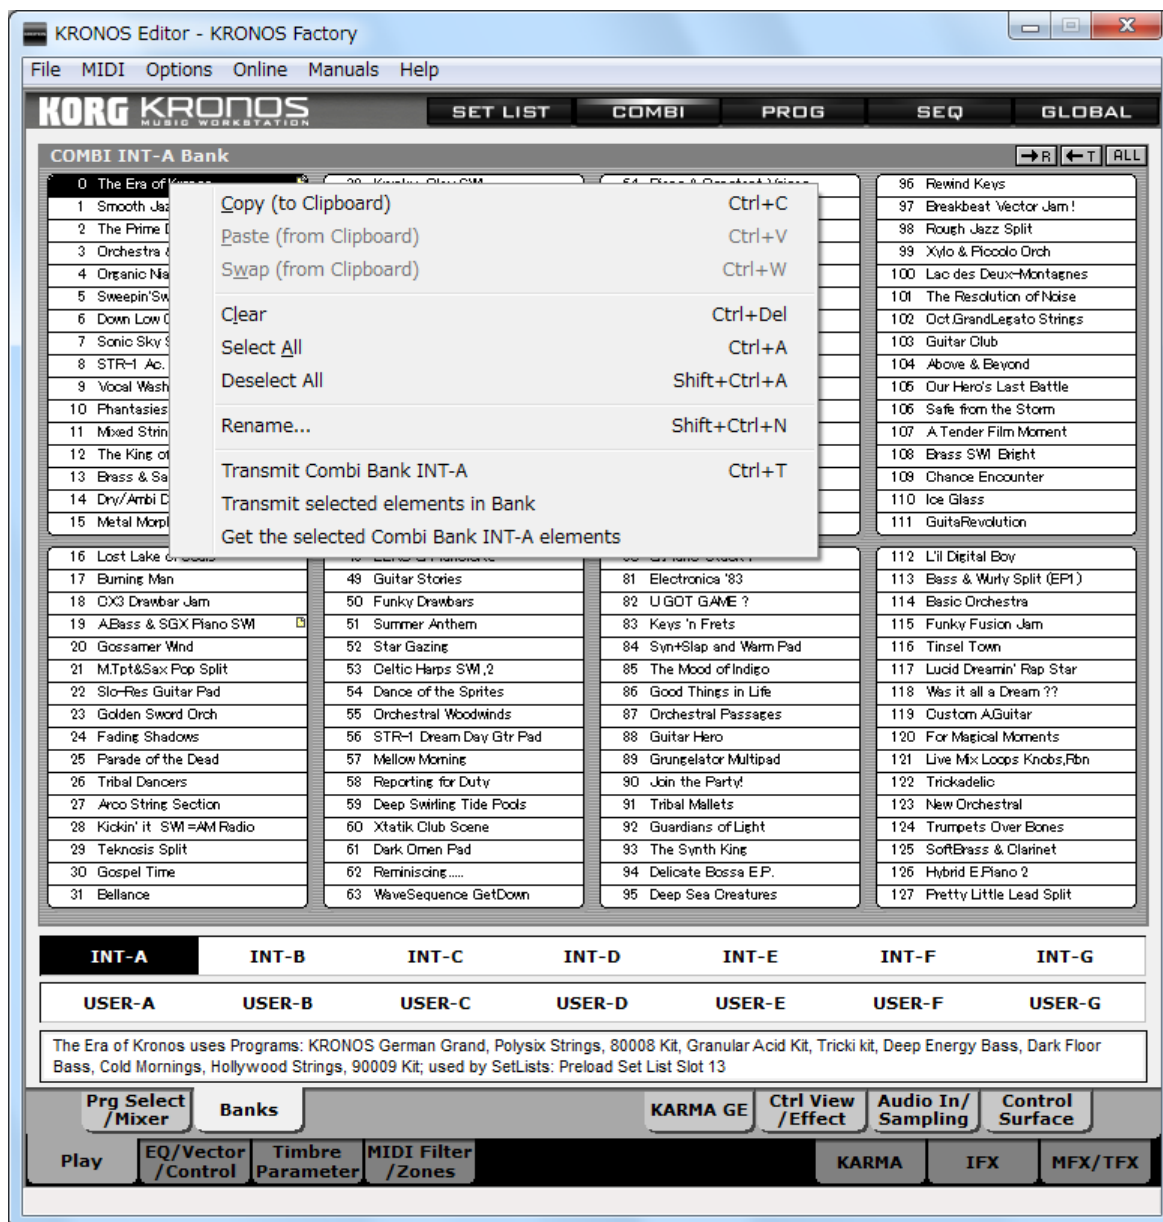 KRONOS Editor - KRONOS Factory
File MIDI Options Online Manuals Help
KORG KRONOS
MUSIC WORKSTATION
SET LIST COMBI PROG SEQ GLOBAL
COMBI INT-A Bank
→R ←T ALL
0 The Era of Kronos
1 Smooth Jaz
2 The Prime
3 Orchestra
4 Organic Nia
5 Sweepin'Sw
6 Down Low
7 Sonic Sky
8 STR-1 Ac.
9 Vocal Wash
10 Phantasies
11 Mixed Strin
12 The King of
13 Brass & Sa
14 Dry/Ambi D
15 Metal Morpl
Copy (to Clipboard) Ctrl+C
Paste (from Clipboard) Ctrl+V
Swap (from Clipboard) Ctrl+W
Clear Ctrl+Del
Select All Ctrl+A
Deselect All Shift+Ctrl+A
Rename... Shift+Ctrl+N
Transmit Combi Bank INT-A Ctrl+T
Transmit selected elements in Bank
Get the selected Combi Bank INT-A elements
96 Rewind Keys
97 Breakbeat Vector Jam!
98 Rough Jazz Split
99 Xylo & Piccolo Orch
100 Lac des Deux-Montagnes
101 The Resolution of Noise
102 Oct.GrandLegato Strings
103 Guitar Club
104 Above & Beyond
105 Our Hero's Last Battle
106 Safe from the Storm
107 A Tender Film Moment
108 Brass SW1 Bright
109 Chance Encounter
110 Ice Glass
111 GuitaRevolution
16 Lost Lake of
17 Burning Man
18 CX3 Drawbar Jam
19 A.Bass & SGX Piano SW1
20 Gossamer Wind
21 M.Tpt&Sax Pop Split
22 Slo-Res Guitar Pad
23 Golden Sword Orch
24 Fading Shadows
25 Parade of the Dead
26 Tribal Dancers
27 Arco String Section
28 Kickin' it SW1=AM Radio
29 Teknosis Split
30 Gospel Time
31 Bellance
49 Guitar Stories
50 Funky Drawbars
51 Summer Anthem
52 Star Gazing
53 Celtic Harps SW1,2
54 Dance of the Sprites
55 Orchestral Woodwinds
56 STR-1 Dream Day Gtr Pad
57 Mellow Morning
58 Reporting for Duty
59 Deep Swirling Tide Pools
60 Xtatik Club Scene
61 Dark Omen Pad
62 Reminiscing.....
63 WaveSequence GetDown
81 Electronica '83
82 U GOT GAME ?
83 Keys 'n Frets
84 Syn+Slap and Warm Pad
85 The Mood of Indigo
86 Good Things in Life
87 Orchestral Passages
88 Guitar Hero
89 Grungelator Multipad
90 Join the Party!
91 Tribal Mallets
92 Guardians of Light
93 The Synth King
94 Delicate Bossa E.P.
95 Deep Sea Creatures
112 L'il Digital Boy
113 Bass & Wurly Split (EP1)
114 Basic Orchestra
115 Funky Fusion Jam
116 Tinsel Town
117 Lucid Dreamin' Rap Star
118 Was it all a Dream ??
119 Custom A.Guitar
120 For Magical Moments
121 Live Mix Loops Knobs,Rbn
122 Trickadelic
123 New Orchestral
124 Trumpets Over Bones
125 SoftBrass & Clarinet
126 Hybrid E.Piano 2
127 Pretty Little Lead Split
INT-A INT-B INT-C INT-D INT-E INT-F INT-G
USER-A USER-B USER-C USER-D USER-E USER-F USER-G
The Era of Kronos uses Programs: KRONOS German Grand, Polysix Strings, 80008 Kit, Granular Acid Kit, Tricki kit, Deep Energy Bass, Dark Floor
Bass, Cold Mornings, Hollywood Strings, 90009 Kit; used by SetLists: Preload Set List Slot 13
Prg Select
/Mixer
Banks
KARMA GE
Ctrl View
/Effect
Audio In/
Sampling
Control
Surface
Play
EQ/Vector
/Control
Timbre
Parameter
MIDI Filter
/Zones
KARMA
IFX
MFX/TFX